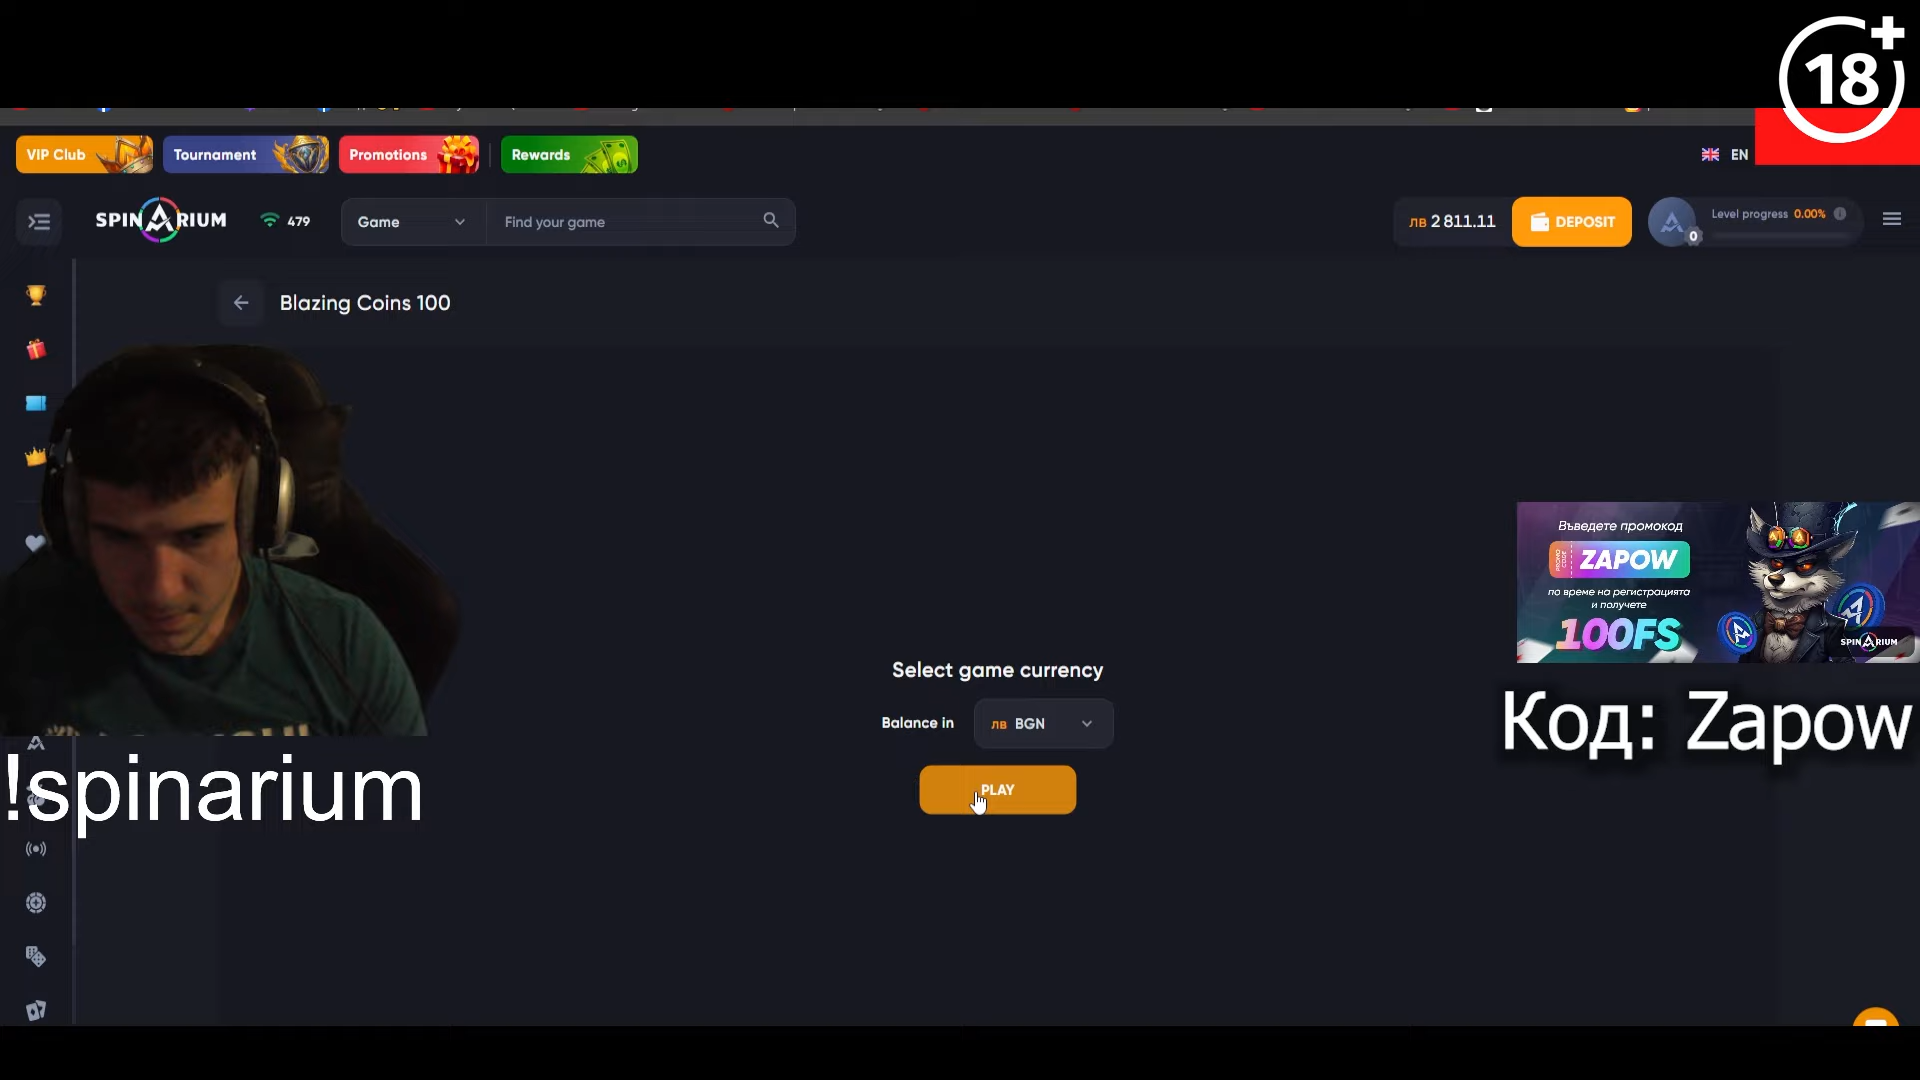 18+
VIP Club
Tournament
Promotions
Rewards
EN
SPINARIUM
479
Game
Find your game
лв 2 811.11
DEPOSIT
0
Level progress 0.00%
Blazing Coins 100
Въведете промокод
PROMO CODE
ZAPOW
по време на регистрацията
и получете
100FS
SPINARIUM
Select game currency
Balance in
лв BGN
PLAY
Код: Zapow
!spinarium